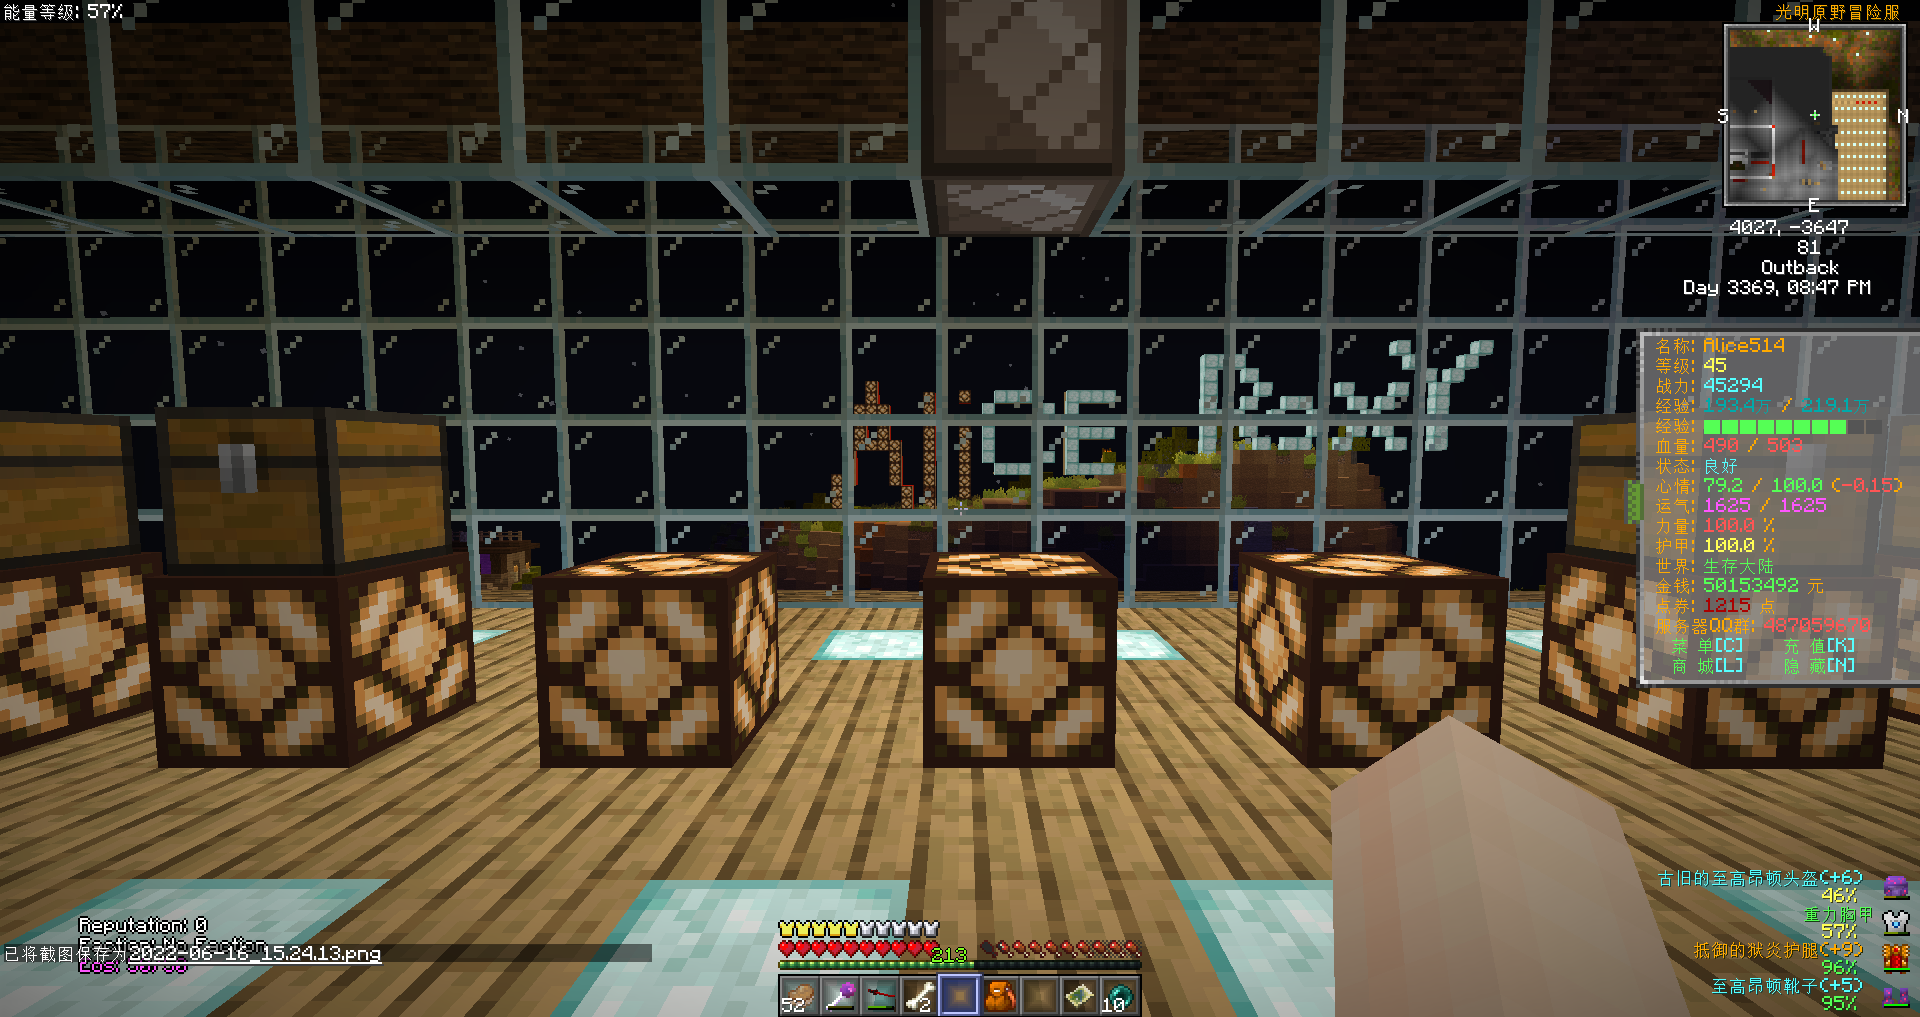 能量等级: 57%
光明原野冒险服
W
S
N
E
4027, -3647
81
Outback
Day 3369, 08:47 PM
AliCE RoxY
名称: Alice514
等级: 45
战力: 45294
经验: 193.4万 / 219.1万
经验:
血量: 490 / 503
状态: 良好
心情: 79.2 / 100.0 (-0.15)
运气: 1625 / 1625
力量: 100.0 %
护甲: 100.0 %
世界: 生存大陆
金钱: 50153492 元
点券: 1215 点
服务器QQ群: 487059670
菜 单[C] 充 值[K]
商 城[L] 隐 藏[N]
古旧的至高昂顿头盔(+6)
46%
重力胸甲
57%
抵御的狱炎护腿(+9)
96%
至高昂顿靴子(+5)
95%
Reputation: 0
已将截图保存为2022-06-16_15.24.13.png
213
52
2
10